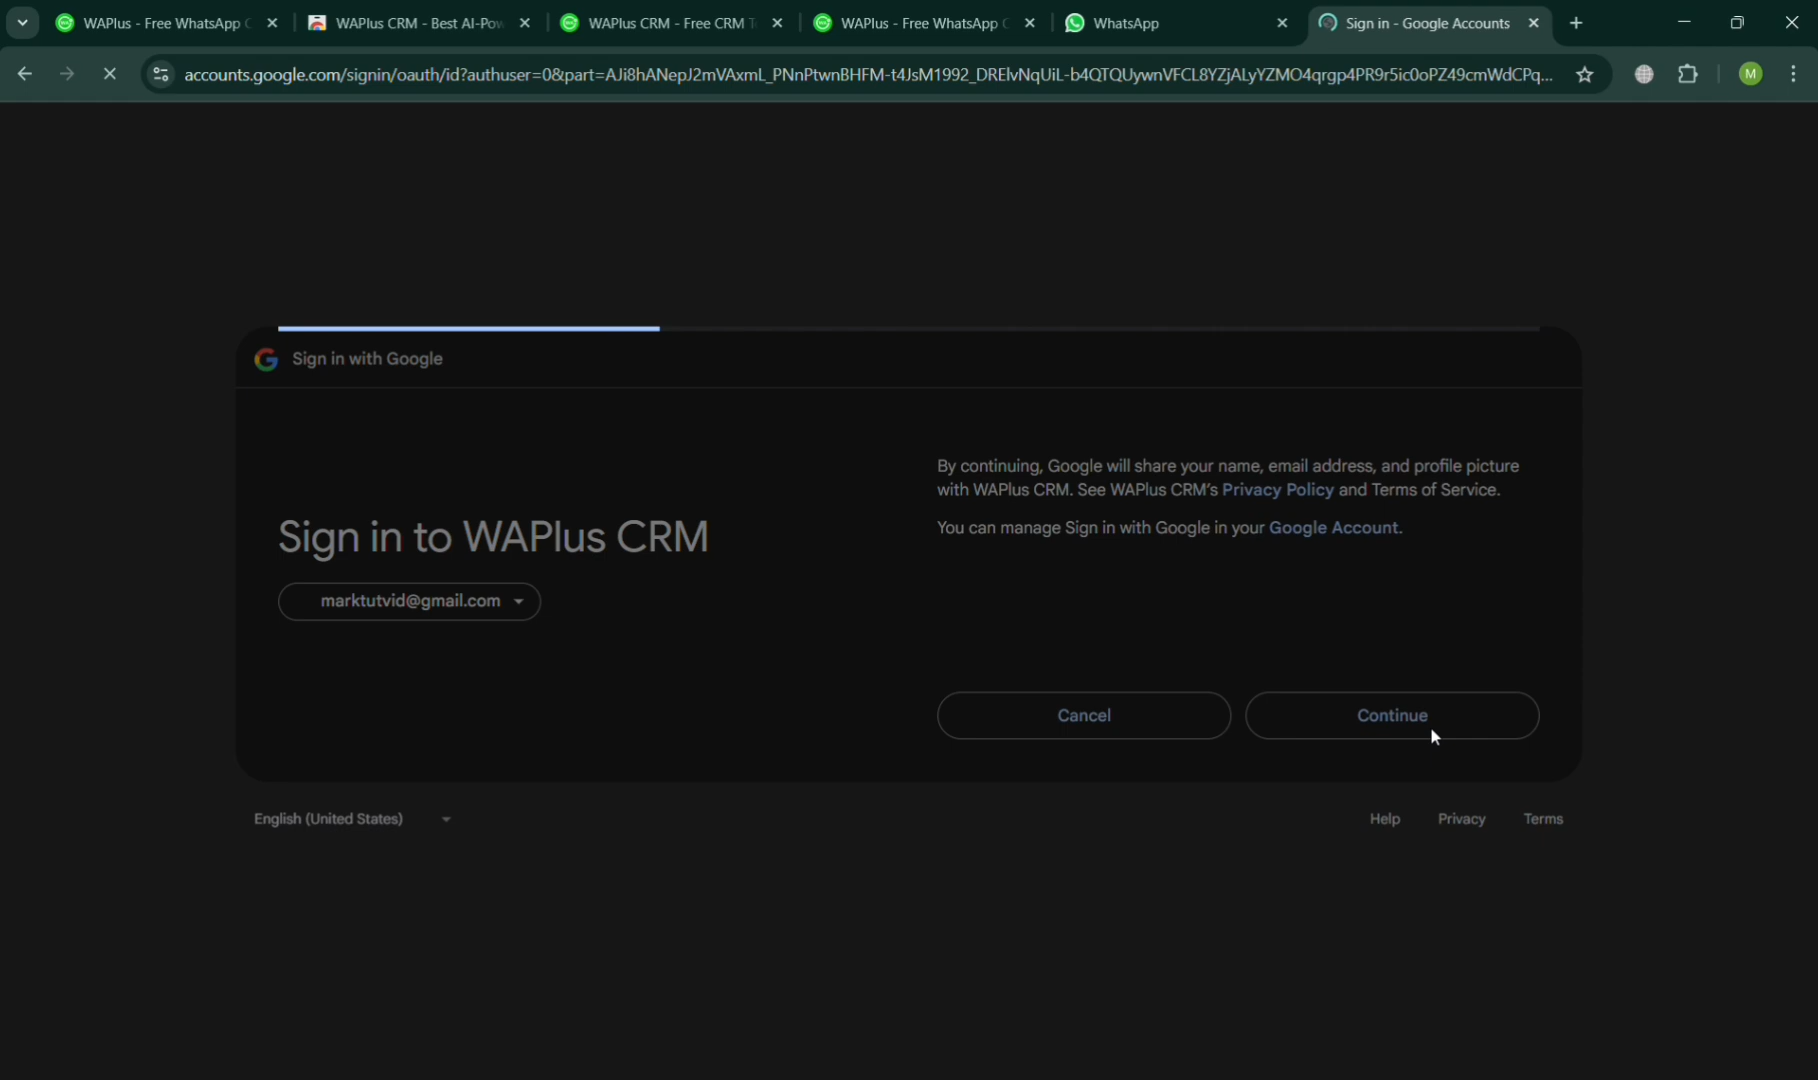 WAPlus - Free WhatsApp C
WAPlus CRM - Best AI-Pow
WAPlus CRM - Free CRM T
WAPlus - Free WhatsApp C
WhatsApp
Sign in - Google Accounts
accounts.google.com/signin/oauth/id?authuser=0&part=AJi8hANepJ2mVAxmL_PNnPtwnBHFM-t4JsM1992_DRElvNqUiL-b4QTQUywnVFCL8YZjALyYZMO4qrgp4PR9r5ic0oPZ49cmWdCPq...
M
Sign in with Google
By continuing, Google will share your name, email address, and profile picture
with WAPlus CRM. See WAPlus CRM's Privacy Policy and Terms of Service.
You can manage Sign in with Google in your Google Account.
Sign in to WAPlus CRM
marktutvid@gmail.com
Cancel
Continue
English (United States)
Help
Privacy
Terms